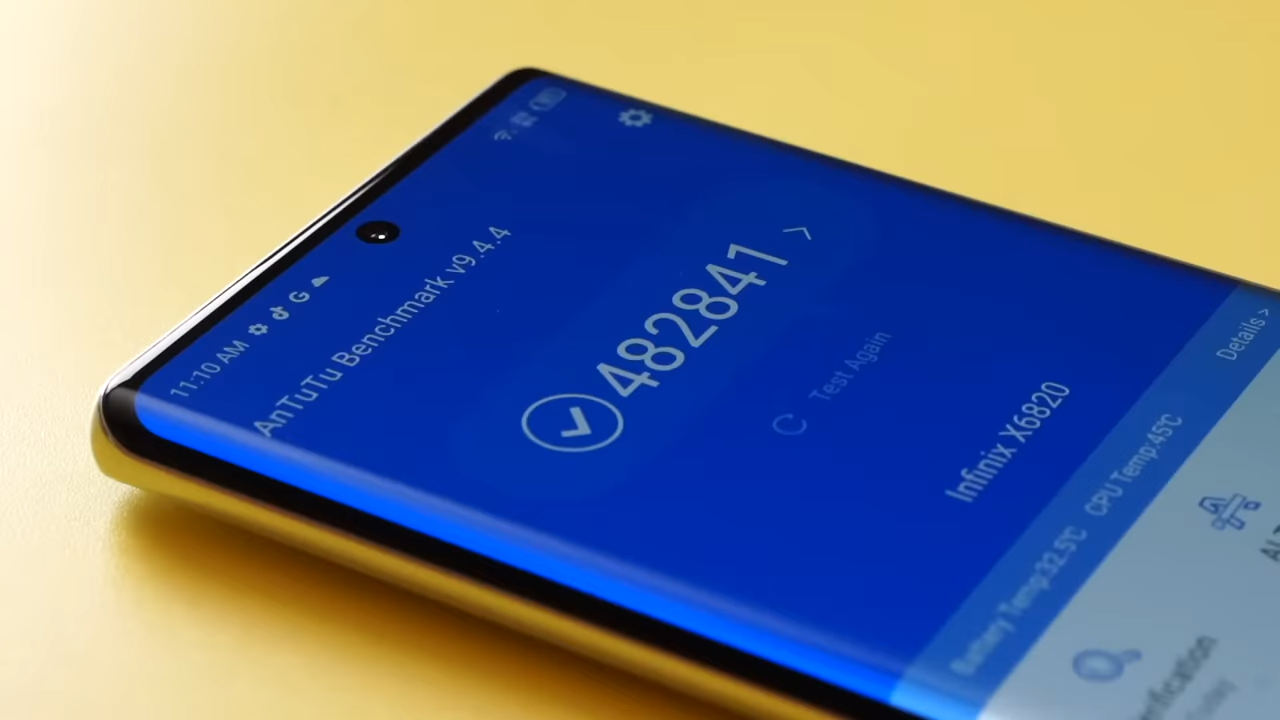 11:10 AM
AnTuTu Benchmark v9.4.4
482841
Test Again
Infinix X6820
Details >
Battery Temp:32.5℃ CPU Temp:45℃